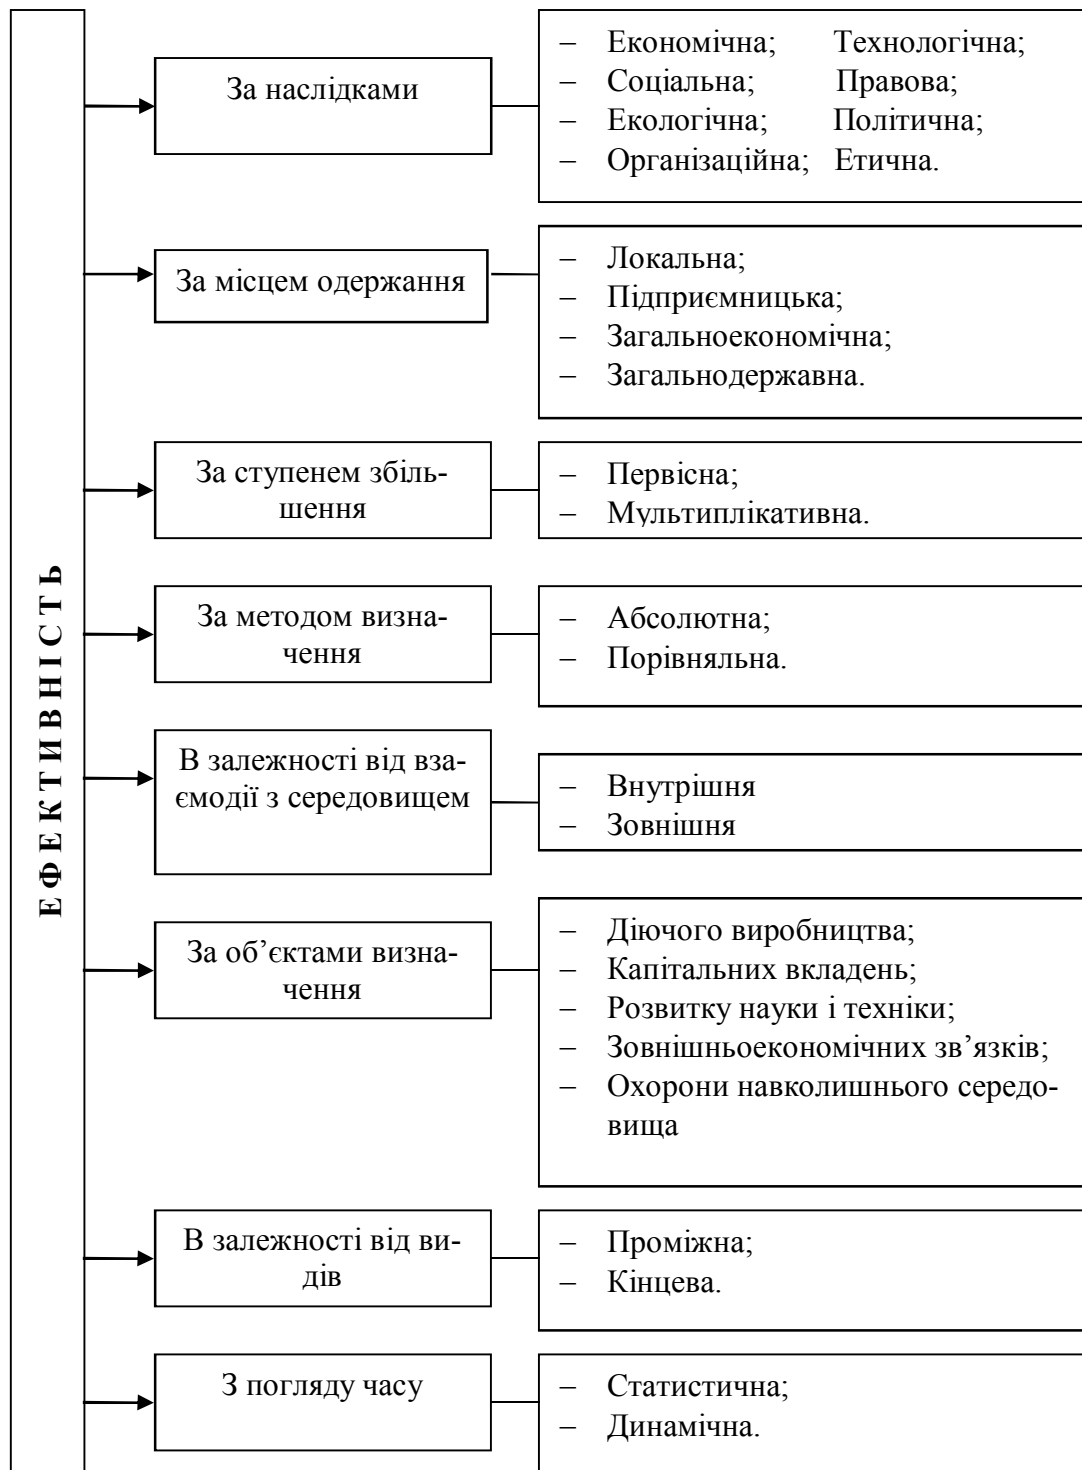 ЕФЕКТИВНІСТЬ
За наслідками
– Економічна; Технологічна;
– Соціальна; Правова;
– Екологічна; Політична;
– Організаційна; Етична.
За місцем одержання
– Локальна;
– Підприємницька;
– Загальноекономічна;
– Загальнодержавна.
За ступенем збіль-
шення
– Первісна;
– Мультиплікативна.
За методом визна-
чення
– Абсолютна;
– Порівняльна.
В залежності від вза-
ємодії з середовищем
– Внутрішня
– Зовнішня
За об’єктами визна-
чення
– Діючого виробництва;
– Капітальних вкладень;
– Розвитку науки і техніки;
– Зовнішньоекономічних зв’язків;
– Охорони навколишнього середо-
вища
В залежності від ви-
дів
– Проміжна;
– Кінцева.
З погляду часу
– Статистична;
– Динамічна.